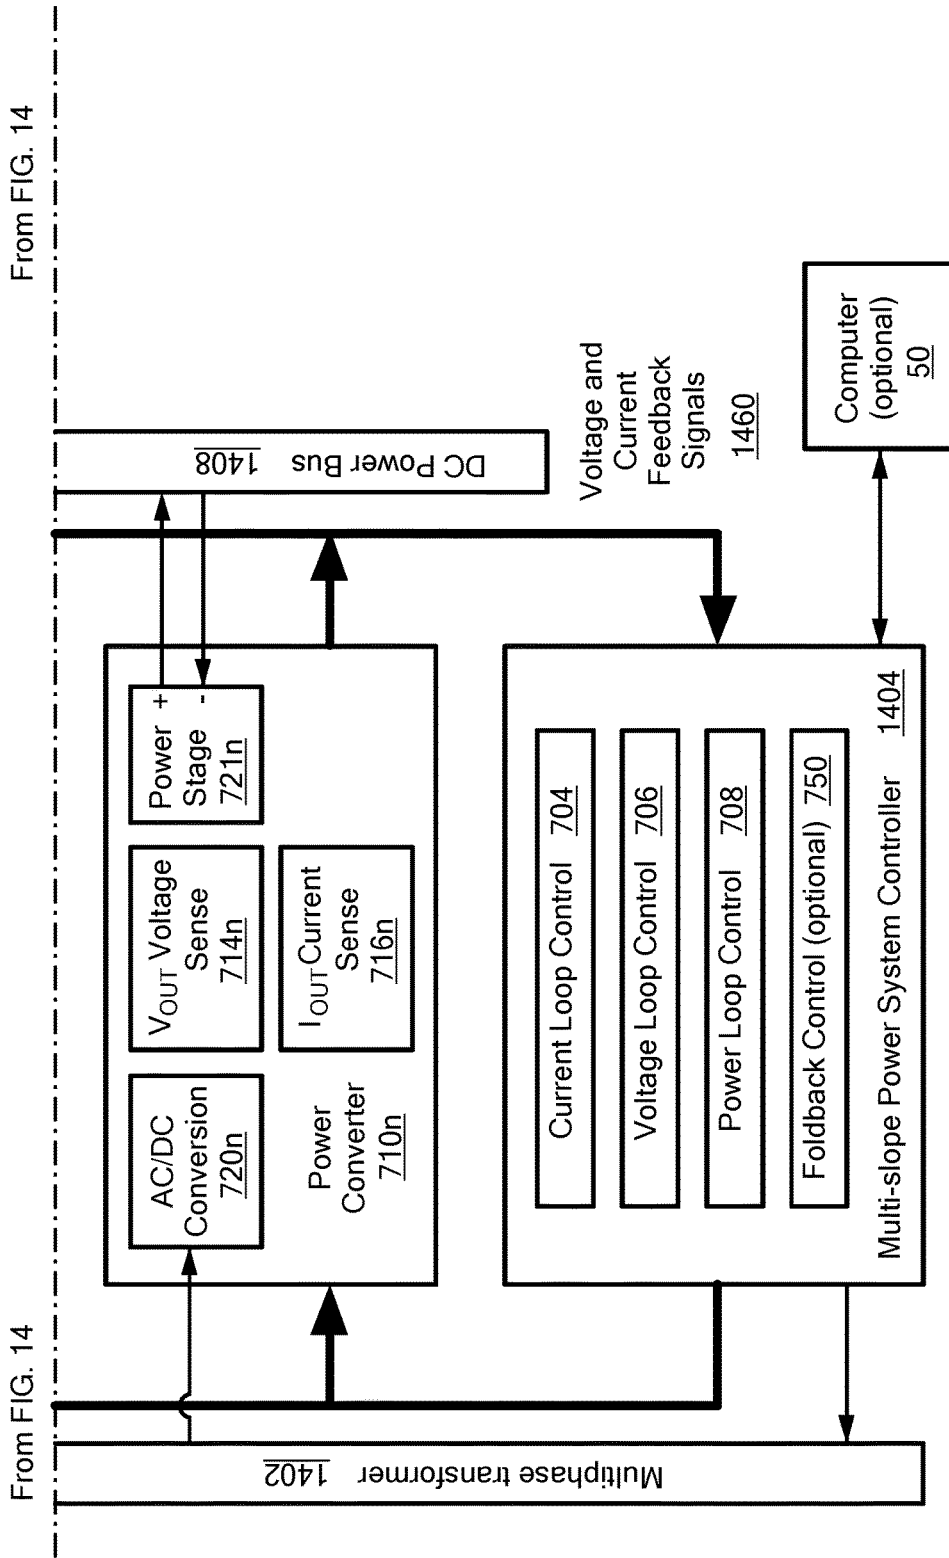 From FIG. 14
From FIG. 14
Multiphase transformer 1402
AC/DC
Conversion
720n
VOUT Voltage
Sense
714n
Power
Stage
721n
+
-
Power
Converter
710n
IOUT Current
Sense
716n
DC Power Bus 1408
Voltage and
Current
Feedback
Signals
1460
Current Loop Control 704
Voltage Loop Control 706
Power Loop Control 708
Foldback Control (optional) 750
Multi-slope Power System Controller 1404
Computer
(optional)
50